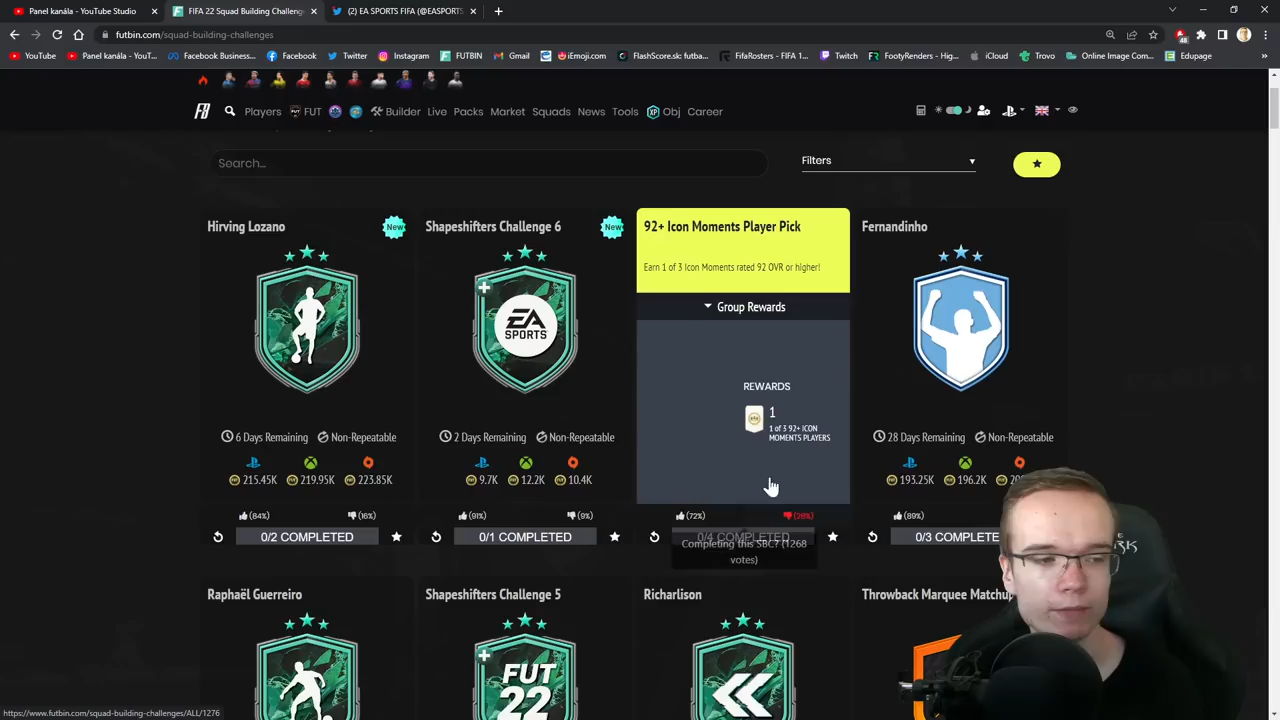 Panel kanála - YouTube Studio
FIFA 22 Squad Building Challeng
(2) EA SPORTS FIFA (@EASPORTS
futbin.com/squad-building-challenges
YouTube
Panel kanála - YouT...
Facebook Business...
Facebook
Twitter
Instagram
FUTBIN
Gmail
iEmoji.com
FlashScore.sk: futba...
FifaRosters - FIFA 1...
Twitch
FootyRenders - Hig...
iCloud
Trovo
Online Image Com...
Edupage
Players
FUT
Builder
Live
Packs
Market
Squads
News
Tools
Obj
Career
Search...
Filters
Hirving Lozano
New
Shapeshifters Challenge 6
New
92+ Icon Moments Player Pick
Fernandinho
Earn 1 of 3 Icon Moments rated 92 OVR or higher!
Group Rewards
EA
SPORTS
REWARDS
1
1 of 3 92+ ICON
MOMENTS PLAYERS
6 Days Remaining
Non-Repeatable
2 Days Remaining
Non-Repeatable
28 Days Remaining
Non-Repeatable
215.45K
219.95K
223.85K
9.7K
12.2K
10.4K
193.25K
196.2K
(84%)
(16%)
(91%)
(9%)
(72%)
(28%)
(89%)
0/2 COMPLETED
0/1 COMPLETED
0/4 COMPLETED
0/3 COMPLETE
Completing this SBC? (1268
votes)
Raphaël Guerreiro
Shapeshifters Challenge 5
Richarlison
Throwback Marquee Matchup
FUT
22
https://www.futbin.com/squad-building-challenges/ALL/1276